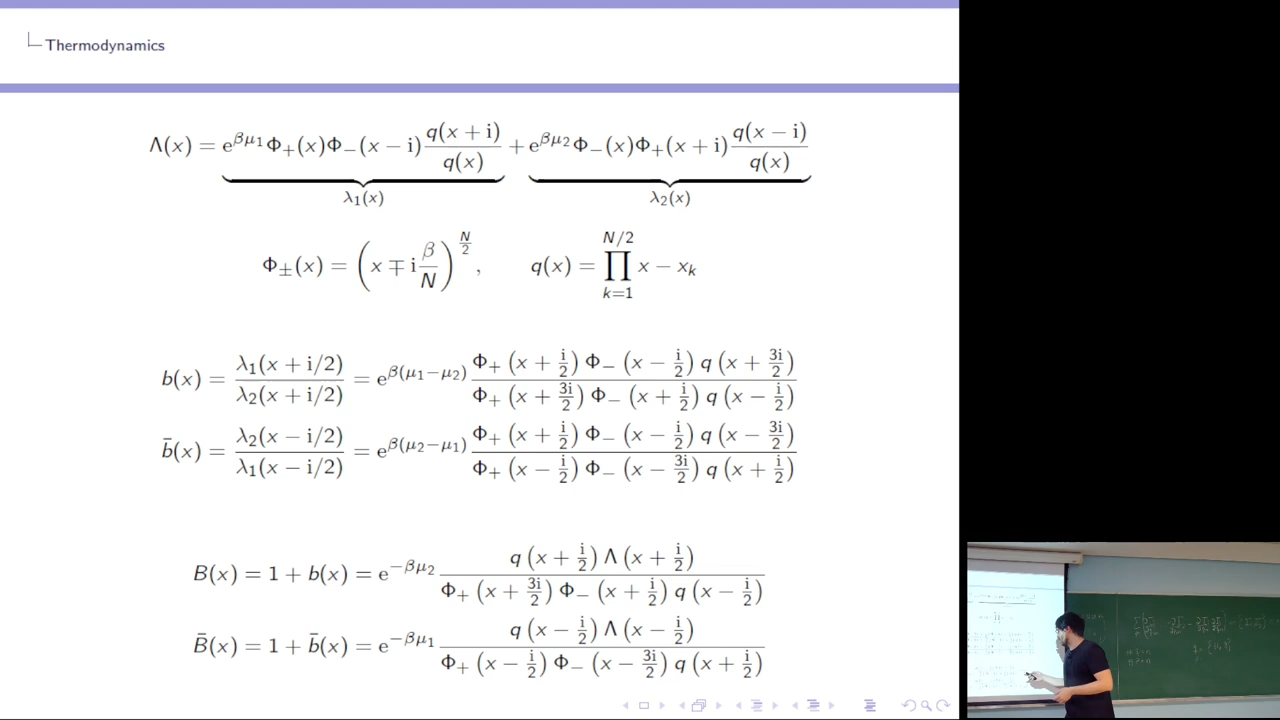 Thermodynamics
Λ(x) = e^{βμ₁}Φ₊(x)Φ₋(x − i) q(x + i)/q(x) + e^{βμ₂}Φ₋(x)Φ₊(x + i) q(x − i)/q(x)
λ₁(x) λ₂(x)
Φ±(x) = (x ∓ i β/N)^{N/2}, q(x) = ∏_{k=1}^{N/2} x − x_k
b(x) = λ₁(x + i/2)/λ₂(x + i/2) = e^{β(μ₁−μ₂)} Φ₊(x + i/2) Φ₋(x − i/2) q(x + 3i/2) / Φ₊(x + 3i/2) Φ₋(x + i/2) q(x − i/2)
b̄(x) = λ₂(x − i/2)/λ₁(x − i/2) = e^{β(μ₂−μ₁)} Φ₊(x + i/2) Φ₋(x − i/2) q(x − 3i/2) / Φ₊(x − i/2) Φ₋(x − 3i/2) q(x + i/2)
B(x) = 1 + b(x) = e^{−βμ₂} q(x + i/2) Λ(x + i/2) / Φ₊(x + 3i/2) Φ₋(x + i/2) q(x − i/2)
B̄(x) = 1 + b̄(x) = e^{−βμ₁} q(x − i/2) Λ(x − i/2) / Φ₊(x − i/2) Φ₋(x − 3i/2) q(x + i/2)